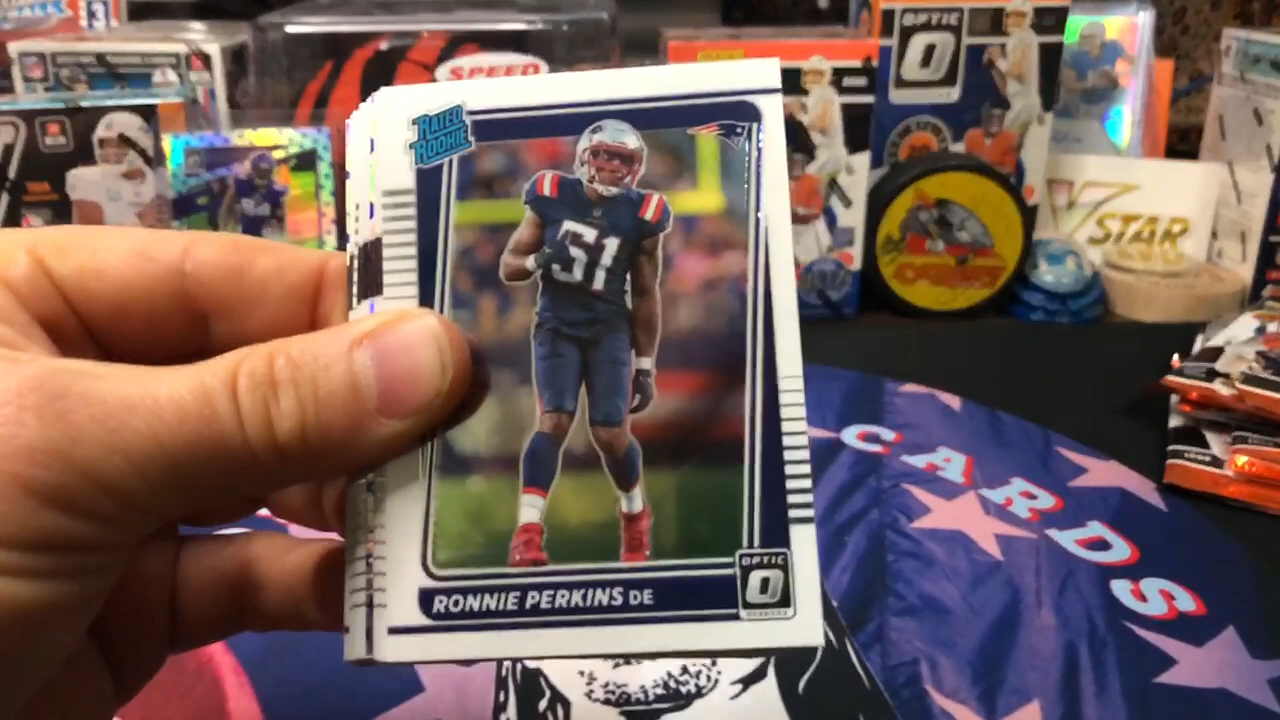 SPEED
OPTIC
O
RATED
ROOKIE
51
STAR
CARDS
OPTIC
O
RONNIE PERKINS DE